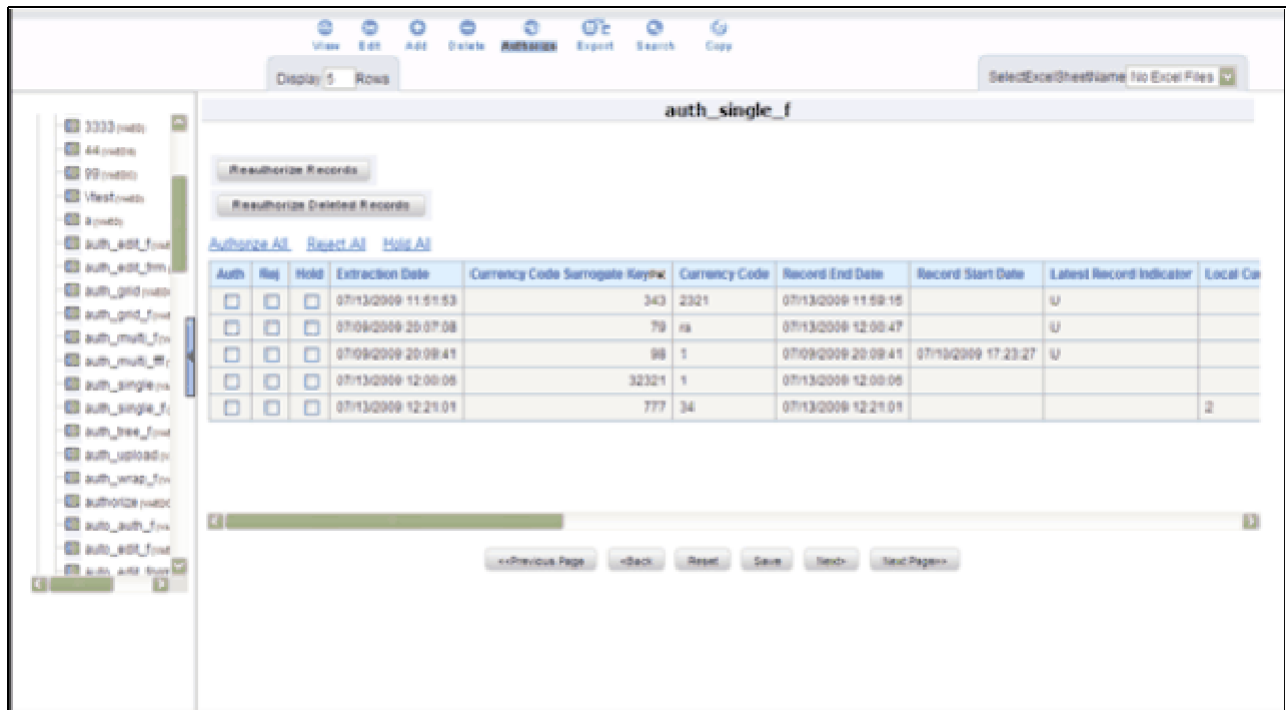 View Edit Add Delete Authorize Export Search Copy
Display 5 Rows
SelectExcelSheetName No Excel Files
auth_single_f
3333
44
99
Vtest
a
auth_edit_f
auth_edit_frm
auth_grid
auth_grid_f
auth_multi_f
auth_multi_fff
auth_single
auth_single_f
auth_tree_f
auth_upload
auth_wrap_f
authorize
auto_auth_f
auto_edit_f
Reauthorize Records
Reauthorize Deleted Records
Authorize All Reject All Hold All
Auth Rej Hold Extraction Date Currency Code Surrogate Key Currency Code Record End Date Record Start Date Latest Record Indicator Local Cu
07/13/2009 11:51:53 343 2321 07/13/2009 11:59:15 U
07/09/2009 20:07:08 79 ra 07/13/2009 12:00:47 U
07/09/2009 20:09:41 98 1 07/09/2009 20:09:41 07/10/2009 17:23:27 U
07/13/2009 12:00:06 32321 1 07/13/2009 12:00:06
07/13/2009 12:21:01 777 34 07/13/2009 12:21:01 2
<<Previous Page <Back Reset Save Next> Next Page>>